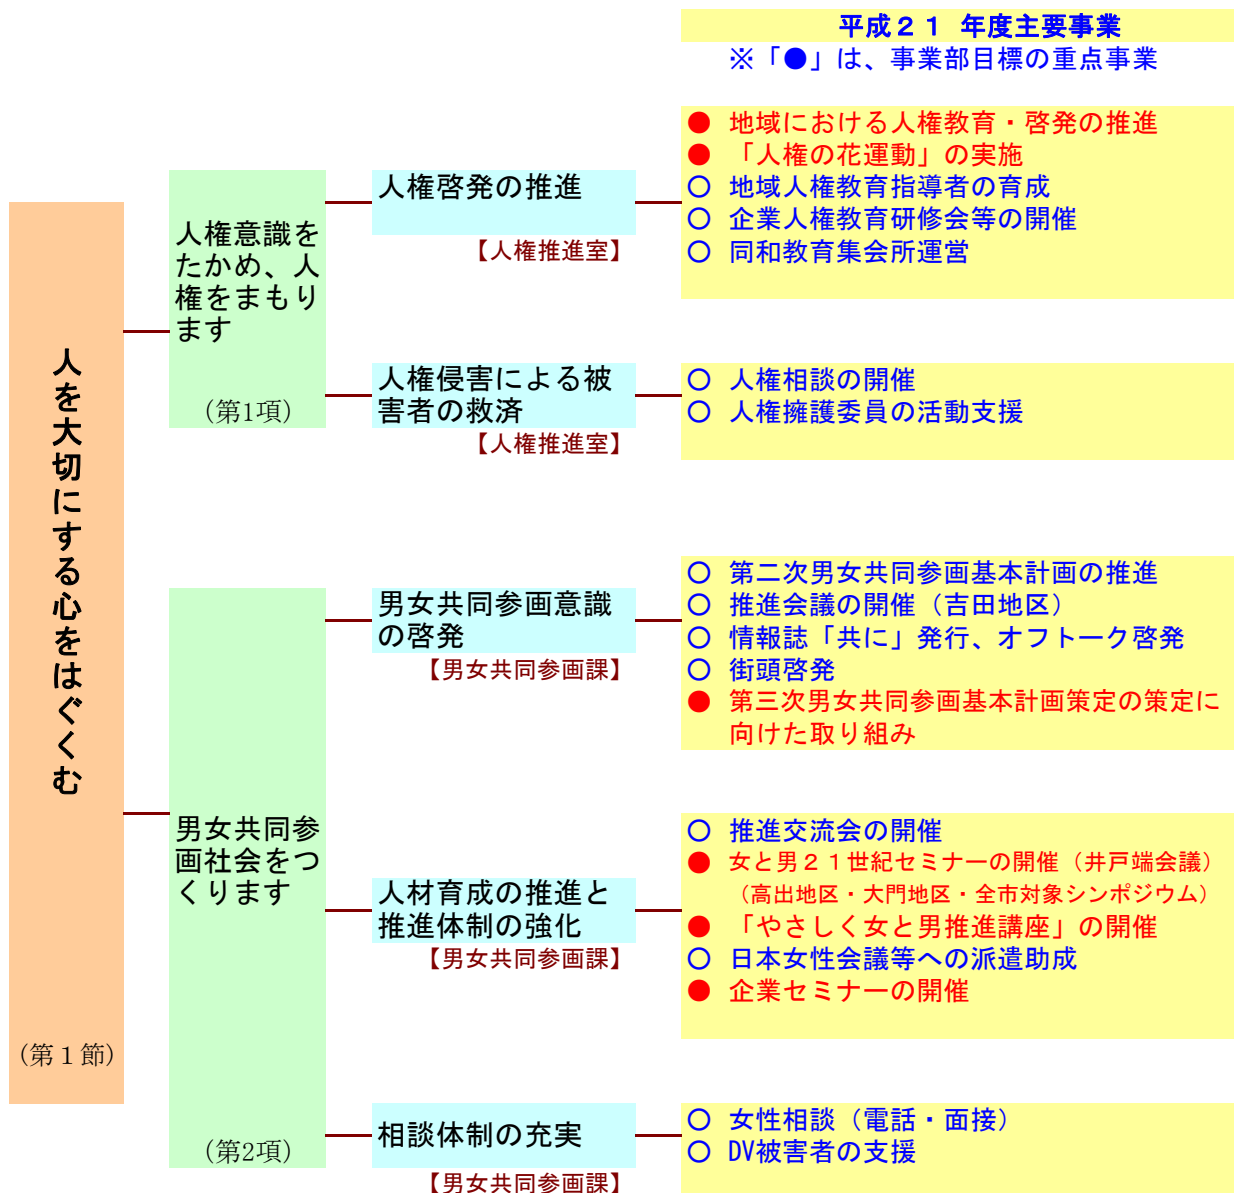 平成２１ 年度主要事業
※「●」は、事業部目標の重点事業
人を大切にする心をはぐくむ
(第１節)
人権意識を
たかめ、人
権をまもり
ます
(第1項)
人権啓発の推進
【人権推進室】
● 地域における人権教育・啓発の推進
● 「人権の花運動」の実施
○ 地域人権教育指導者の育成
○ 企業人権教育研修会等の開催
○ 同和教育集会所運営
人権侵害による被
害者の救済
【人権推進室】
○ 人権相談の開催
○ 人権擁護委員の活動支援
男女共同参
画社会をつ
くります
(第2項)
男女共同参画意識
の啓発
【男女共同参画課】
○ 第二次男女共同参画基本計画の推進
○ 推進会議の開催（吉田地区）
○ 情報誌「共に」発行、オフトーク啓発
○ 街頭啓発
● 第三次男女共同参画基本計画策定の策定に
向けた取り組み
人材育成の推進と
推進体制の強化
【男女共同参画課】
○ 推進交流会の開催
● 女と男２１世紀セミナーの開催（井戸端会議）
（高出地区・大門地区・全市対象シンポジウム）
● 「やさしく女と男推進講座」の開催
○ 日本女性会議等への派遣助成
● 企業セミナーの開催
相談体制の充実
【男女共同参画課】
○ 女性相談（電話・面接）
○ DV被害者の支援